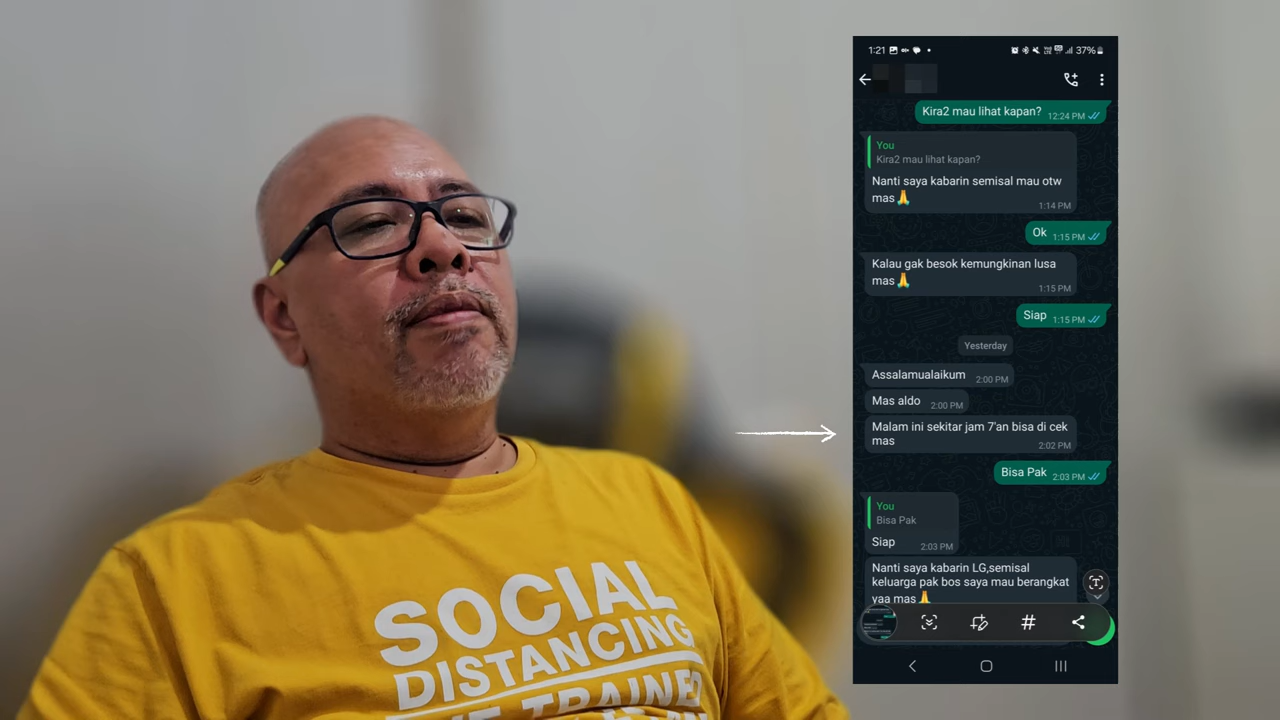 SOCIAL
DISTANCING
1:21
37%
Kira2 mau lihat kapan?
12:24 PM
You
Kira2 mau lihat kapan?
Nanti saya kabarin semisal mau otw
mas🙏
1:14 PM
Ok 1:15 PM
Kalau gak besok kemungkinan lusa
mas🙏
1:15 PM
Siap 1:15 PM
Yesterday
Assalamualaikum 2:00 PM
Mas aldo 2:00 PM
Malam ini sekitar jam 7'an bisa di cek
mas
2:02 PM
Bisa Pak 2:03 PM
You
Bisa Pak
Siap
2:03 PM
Nanti saya kabarin LG,semisal
keluarga pak bos saya mau berangkat
yaa mas🙏